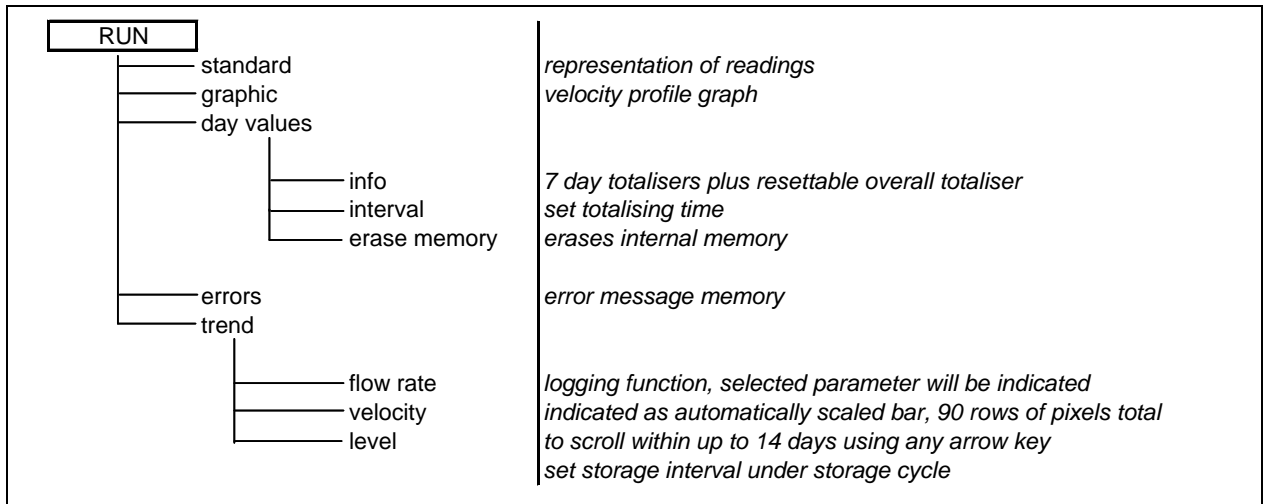 RUN
standard representation of readings
graphic velocity profile graph
day values
info 7 day totalisers plus resettable overall totaliser
interval set totalising time
erase memory erases internal memory
errors error message memory
trend
flow rate logging function, selected parameter will be indicated
velocity indicated as automatically scaled bar, 90 rows of pixels total
level to scroll within up to 14 days using any arrow key
set storage interval under storage cycle